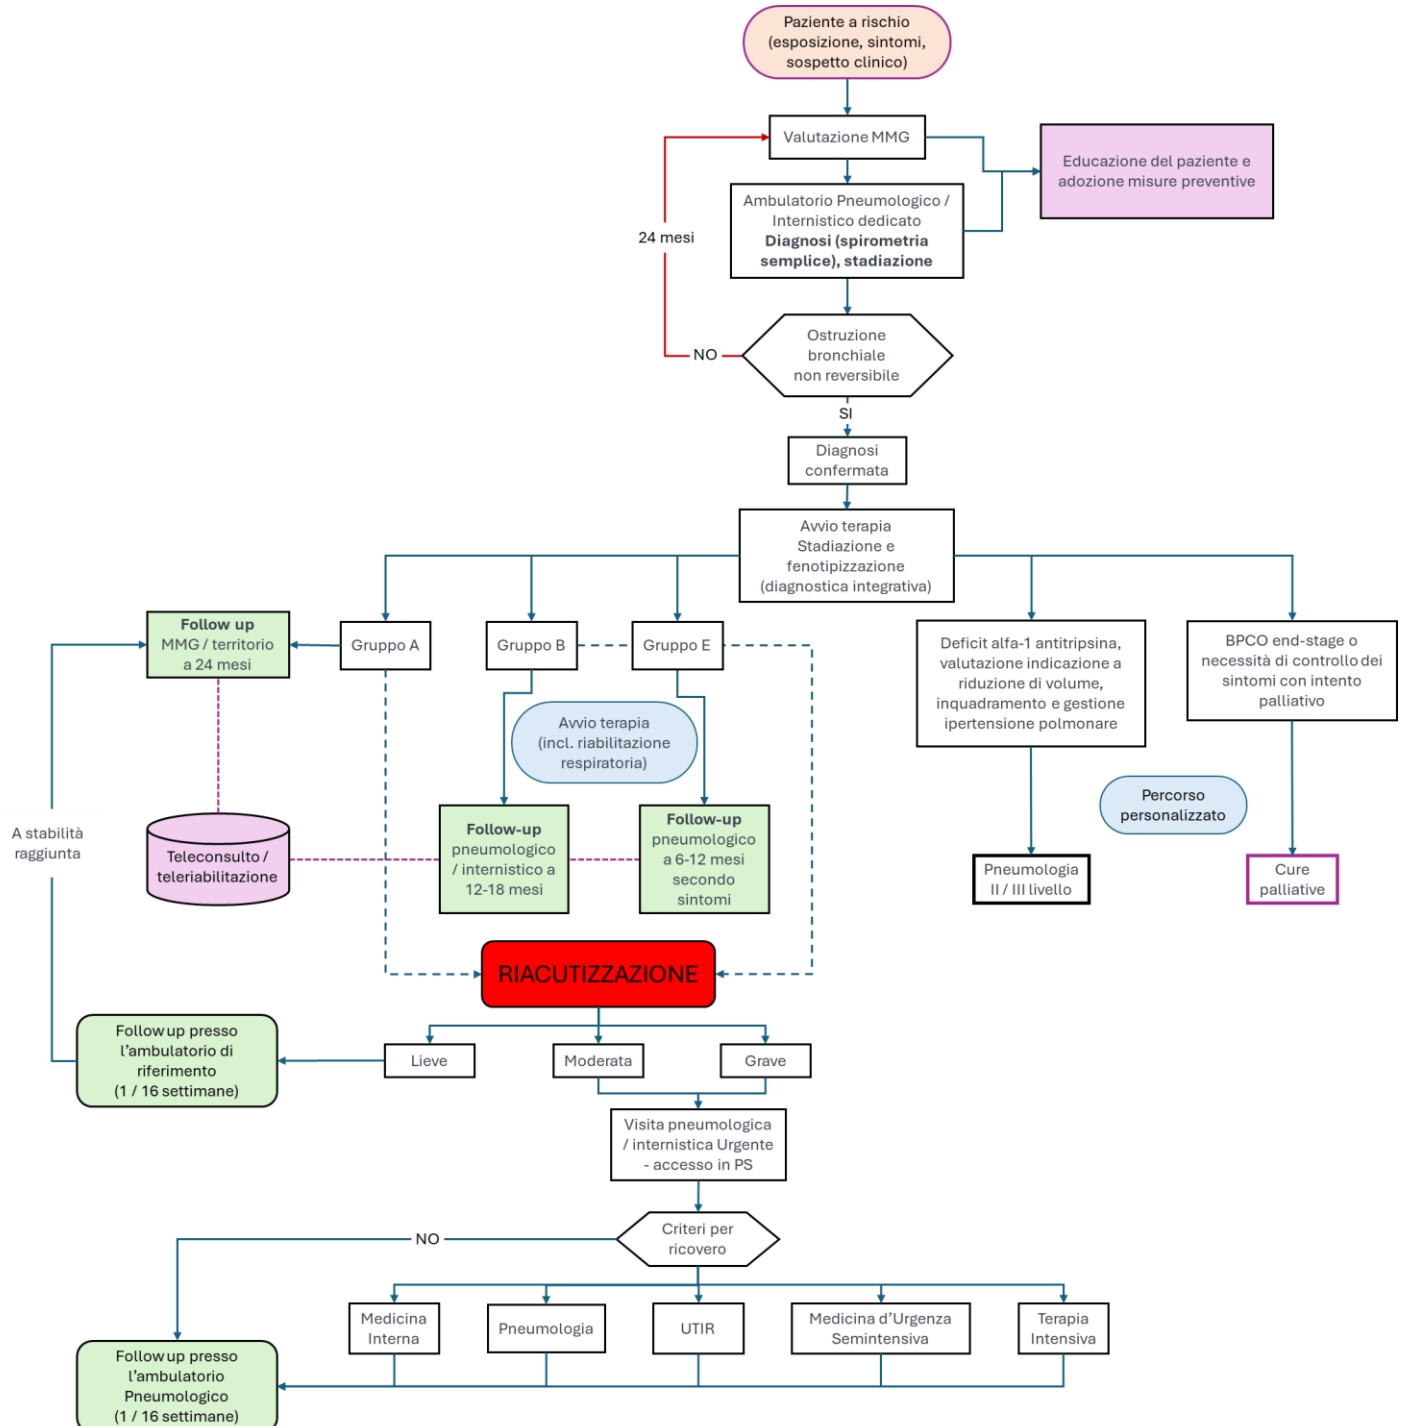 Paziente a rischio
(esposizione, sintomi,
sospetto clinico)
Valutazione MMG
Educazione del paziente e
adozione misure preventive
Ambulatorio Pneumologico /
Internistico dedicato
Diagnosi (spirometria
semplice), stadiazione
24 mesi
Ostruzione
bronchiale
non reversibile
NO
SI
Diagnosi
confermata
Avvio terapia
Stadiazione e
fenotipizzazione
(diagnostica integrativa)
Follow up
MMG / territorio
a 24 mesi
Gruppo A
Gruppo B
Gruppo E
Deficit alfa-1 antitripsina,
valutazione indicazione a
riduzione di volume,
inquadramento e gestione
ipertensione polmonare
BPCO end-stage o
necessità di controllo dei
sintomi con intento
palliativo
Avvio terapia
(incl. riabilitazione
respiratoria)
Percorso
personalizzato
A stabilità
raggiunta
Teleconsulto /
teleriabilitazione
Follow-up
pneumologico
/ internistico a
12-18 mesi
Follow-up
pneumologico
a 6-12 mesi
secondo
sintomi
Pneumologia
II / III livello
Cure
palliative
RIACUTIZZAZIONE
Follow up presso
l'ambulatorio di
riferimento
(1 / 16 settimane)
Lieve
Moderata
Grave
Visita pneumologica
/ internistica Urgente
- accesso in PS
Criteri per
ricovero
NO
Medicina
Interna
Pneumologia
UTIR
Medicina d'Urgenza
Semintensiva
Terapia
Intensiva
Follow up presso
l'ambulatorio
Pneumologico
(1 / 16 settimane)